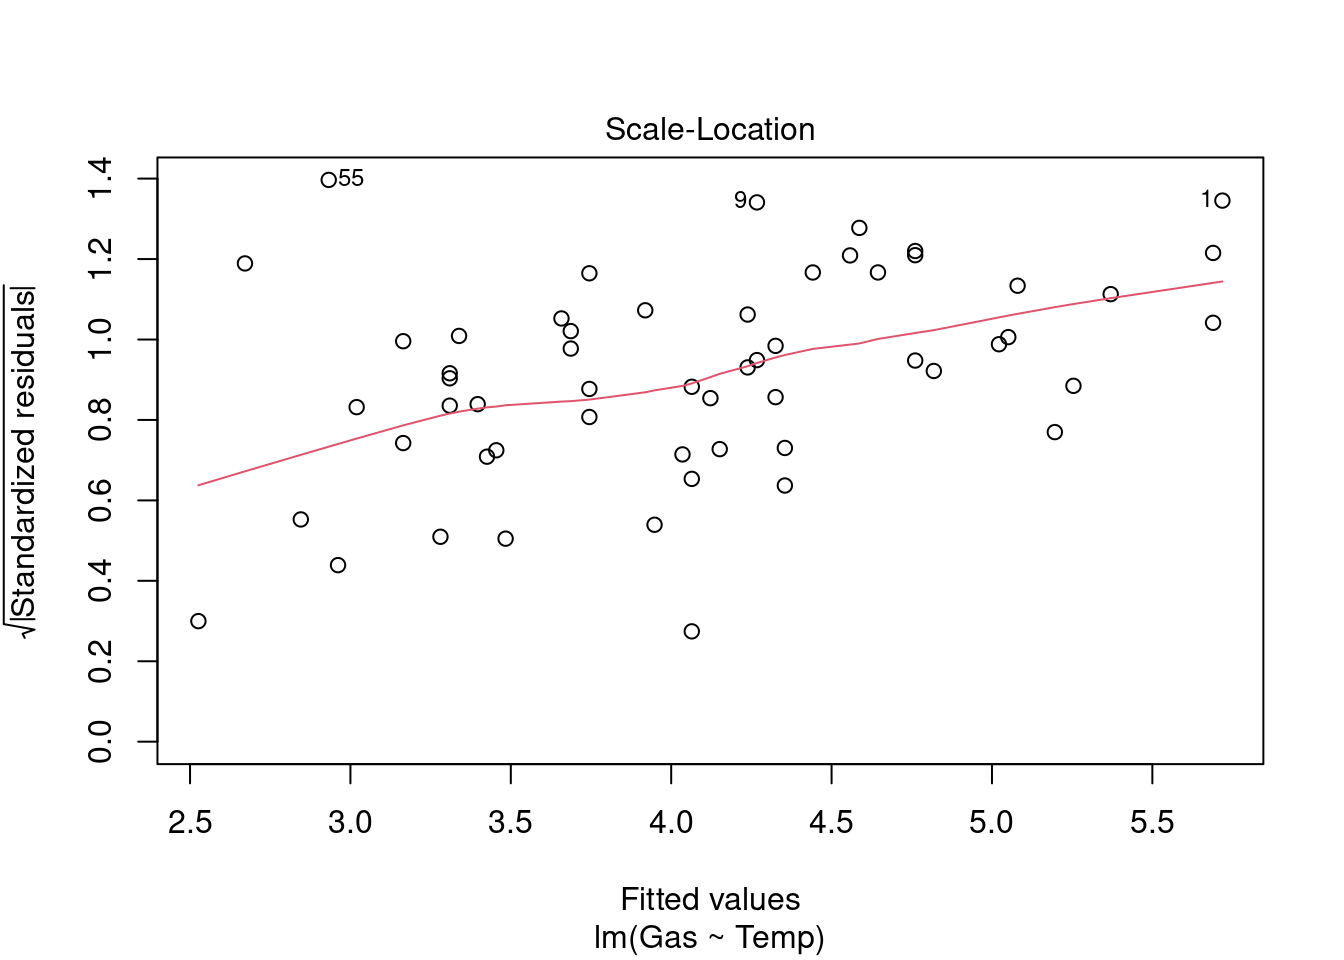 Scale-Location
√|Standardized residuals|
1.4
1.2
1.0
0.8
0.6
0.4
0.2
0.0
55
9
1
2.5 3.0 3.5 4.0 4.5 5.0 5.5
Fitted values
lm(Gas ~ Temp)